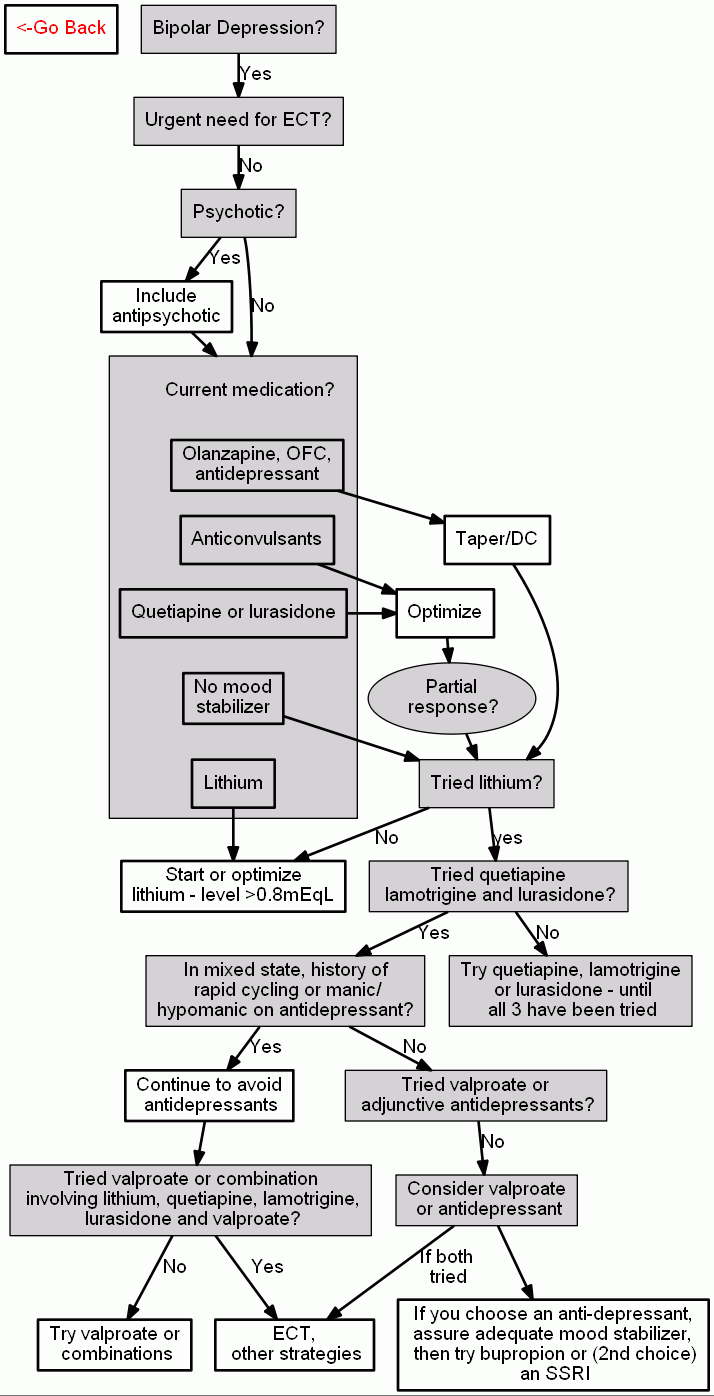 <-Go Back
Bipolar Depression?
Yes
Urgent need for ECT?
No
Psychotic?
Yes
Include
antipsychotic
No
Current medication?
Olanzapine, OFC,
antidepressant
Anticonvulsants
Taper/DC
Quetiapine or lurasidone
Optimize
No mood
stabilizer
Partial
response?
Lithium
Tried lithium?
No
yes
Start or optimize
lithium - level >0.8mEqL
Tried quetiapine
lamotrigine and lurasidone?
Yes
No
In mixed state, history of
rapid cycling or manic/
hypomanic on antidepressant?
Try quetiapine, lamotrigine
or lurasidone - until
all 3 have been tried
Yes
No
Continue to avoid
antidepressants
Tried valproate or
adjunctive antidepressants?
No
Tried valproate or combination
involving lithium, quetiapine, lamotrigine,
lurasidone and valproate?
Consider valproate
or antidepressant
No
Yes
If both
tried
Try valproate or
combinations
ECT,
other strategies
If you choose an anti-depressant,
assure adequate mood stabilizer,
then try bupropion or (2nd choice)
an SSRI